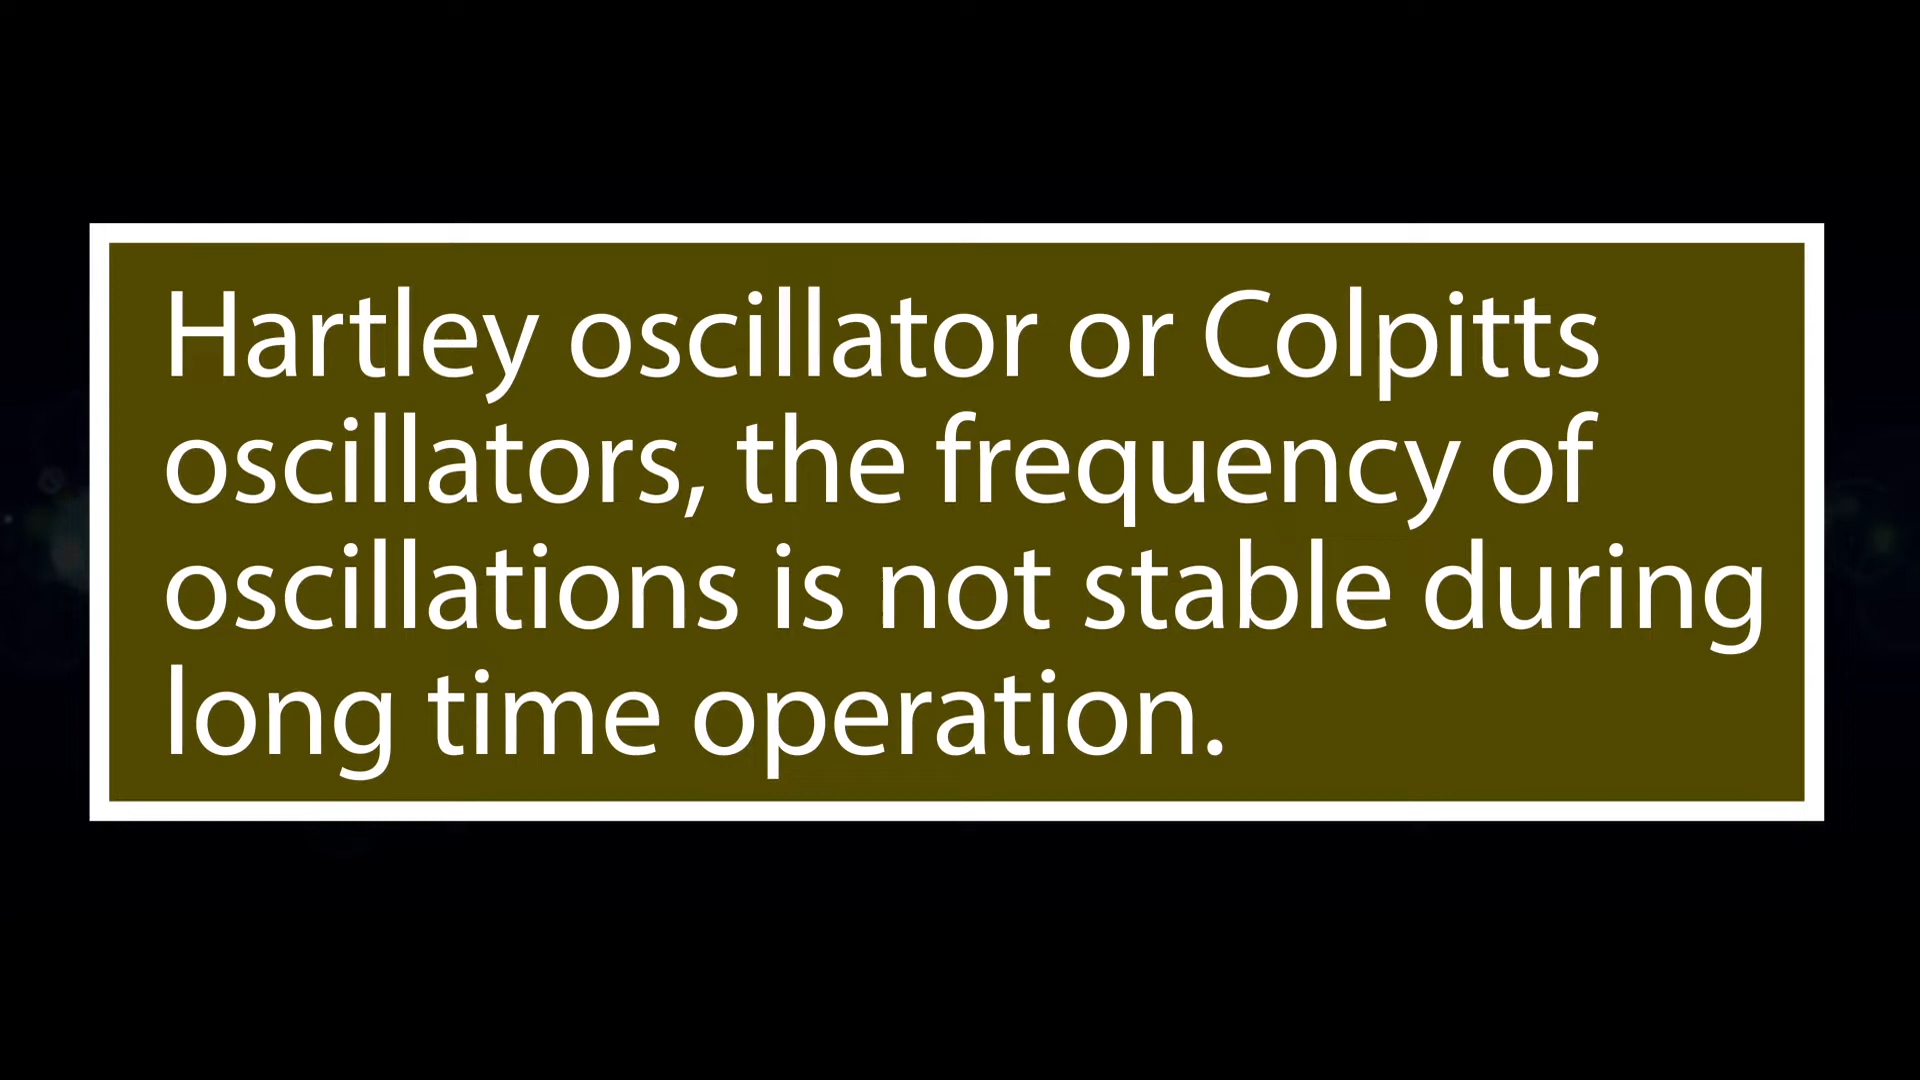 Hartley oscillator or Colpitts
oscillators, the frequency of
oscillations is not stable during
long time operation.